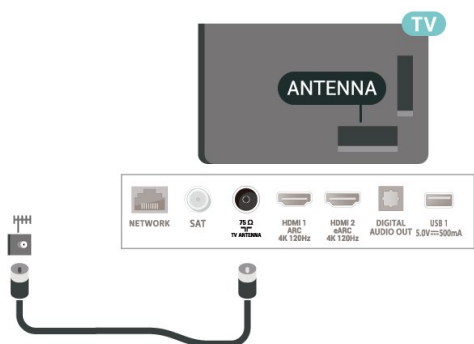 TV
ANTENNA
NETWORK
SAT
75 Ω
TV ANTENNA
HDMI 1
ARC
4K 120Hz
HDMI 2
eARC
4K 120Hz
DIGITAL
AUDIO OUT
USB 1
5.0V⎓500mA